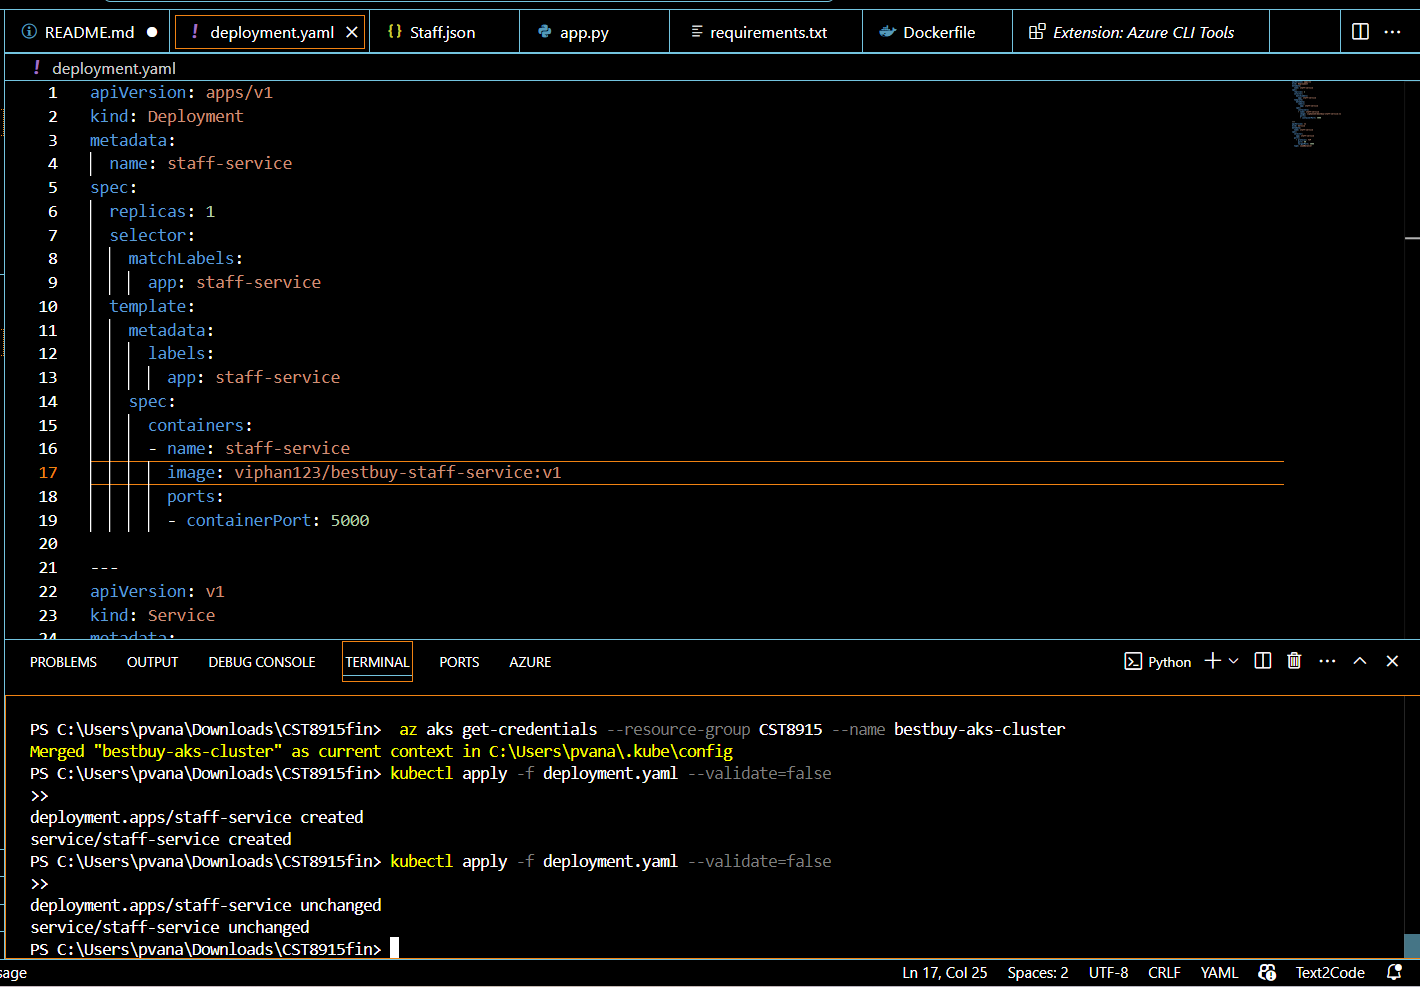 README.md
deployment.yaml
Staff.json
app.py
requirements.txt
Dockerfile
Extension: Azure CLI Tools
deployment.yaml
1 apiVersion: apps/v1
2 kind: Deployment
3 metadata:
4 name: staff-service
5 spec:
6 replicas: 1
7 selector:
8 matchLabels:
9 app: staff-service
10 template:
11 metadata:
12 labels:
13 app: staff-service
14 spec:
15 containers:
16 - name: staff-service
17 image: viphan123/bestbuy-staff-service:v1
18 ports:
19 - containerPort: 5000
20
21 ---
22 apiVersion: v1
23 kind: Service
24 metadata:
PROBLEMS OUTPUT DEBUG CONSOLE TERMINAL PORTS AZURE
Python
PS C:\Users\pvana\Downloads\CST8915fin> az aks get-credentials --resource-group CST8915 --name bestbuy-aks-cluster
Merged "bestbuy-aks-cluster" as current context in C:\Users\pvana\.kube\config
PS C:\Users\pvana\Downloads\CST8915fin> kubectl apply -f deployment.yaml --validate=false
>>
deployment.apps/staff-service created
service/staff-service created
PS C:\Users\pvana\Downloads\CST8915fin> kubectl apply -f deployment.yaml --validate=false
>>
deployment.apps/staff-service unchanged
service/staff-service unchanged
PS C:\Users\pvana\Downloads\CST8915fin>
sage
Ln 17, Col 25 Spaces: 2 UTF-8 CRLF YAML Text2Code